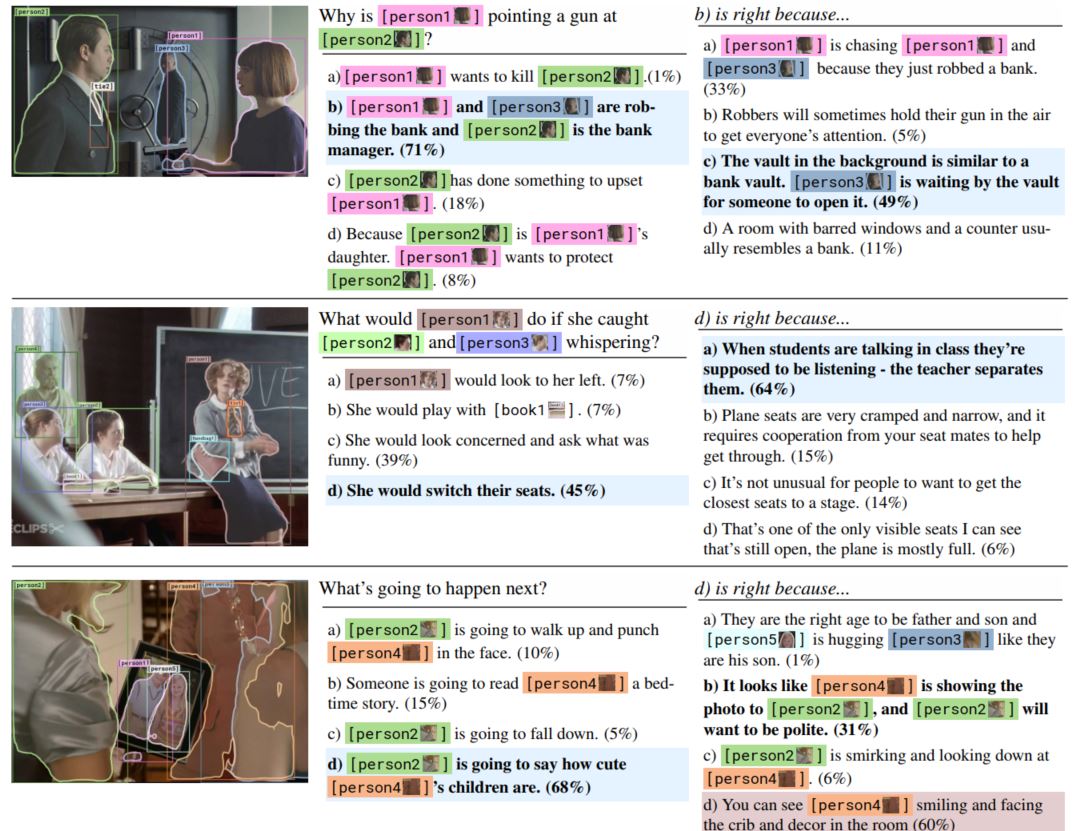 [person2]
[person1]
[person3]
[tie2]
Why is [person1] pointing a gun at
[person2]?
a)[person1] wants to kill [person2].(1%)
b) [person1] and [person3] are rob-
bing the bank and [person2] is the bank
manager. (71%)
c) [person2]has done something to upset
[person1]. (18%)
d) Because [person2] is [person1]'s
daughter. [person1] wants to protect
[person2]. (8%)
b) is right because...
a) [person1] is chasing [person1] and
[person3] because they just robbed a bank.
(33%)
b) Robbers will sometimes hold their gun in the air
to get everyone's attention. (5%)
c) The vault in the background is similar to a
bank vault. [person3] is waiting by the vault
for someone to open it. (49%)
d) A room with barred windows and a counter usu-
ally resembles a bank. (11%)
[person4]
[person1]
[person3]
[person2]
[tie1]
[handbag1]
[book1]
VE
ECLIPS
What would [person1] do if she caught
[person2] and[person3] whispering?
a) [person1] would look to her left. (7%)
b) She would play with [book1]. (7%)
c) She would look concerned and ask what was
funny. (39%)
d) She would switch their seats. (45%)
d) is right because...
a) When students are talking in class they're
supposed to be listening - the teacher separates
them. (64%)
b) Plane seats are very cramped and narrow, and it
requires cooperation from your seat mates to help
get through. (15%)
c) It's not unusual for people to want to get the
closest seats to a stage. (14%)
d) That's one of the only visible seats I can see
that's still open, the plane is mostly full. (6%)
[person2]
[person4]
[person3]
[person1]
[person5]
What's going to happen next?
a) [person2] is going to walk up and punch
[person4] in the face. (10%)
b) Someone is going to read [person4] a bed-
time story. (15%)
c) [person2] is going to fall down. (5%)
d) [person2] is going to say how cute
[person4]'s children are. (68%)
d) is right because...
a) They are the right age to be father and son and
[person5] is hugging [person3] like they
are his son. (1%)
b) It looks like [person4] is showing the
photo to [person2], and [person2] will
want to be polite. (31%)
c) [person2] is smirking and looking down at
[person4]. (6%)
d) You can see [person4] smiling and facing
the crib and decor in the room (60%)